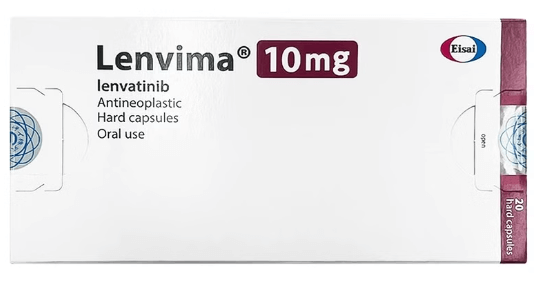 Lenvima® 10mg
Eisai
lenvatinib
Antineoplastic
Hard capsules
Oral use
open
20
hard capsules